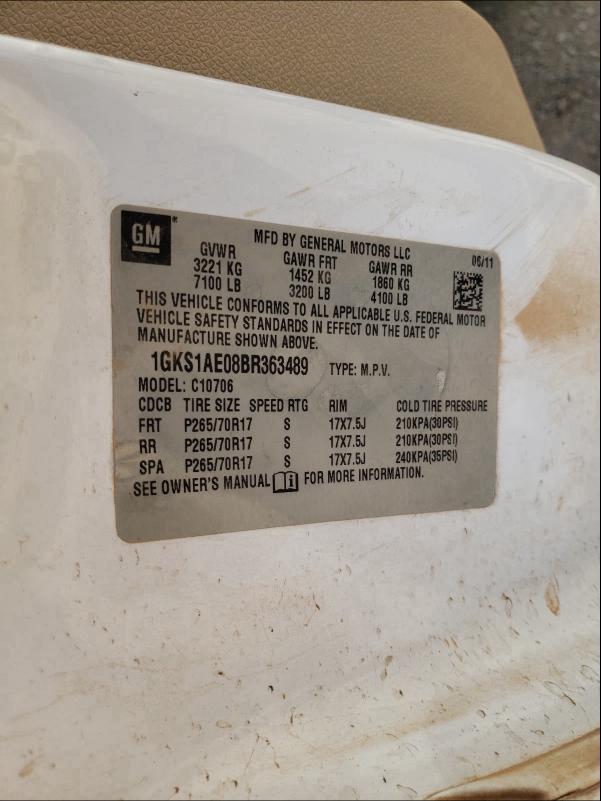 GM ®
MFD BY GENERAL MOTORS LLC 06/11
GVWR GAWR FRT GAWR RR
3221 KG 1452 KG 1860 KG
7100 LB 3200 LB 4100 LB
THIS VEHICLE CONFORMS TO ALL APPLICABLE U.S. FEDERAL MOTOR
VEHICLE SAFETY STANDARDS IN EFFECT ON THE DATE OF
MANUFACTURE SHOWN ABOVE.
1GKS1AE08BR363489 TYPE: M.P.V.
MODEL: C10706
CDCB TIRE SIZE SPEED RTG RIM COLD TIRE PRESSURE
FRT P265/70R17 S 17X7.5J 210KPA(30PSI)
RR P265/70R17 S 17X7.5J 210KPA(30PSI)
SPA P265/70R17 S 17X7.5J 240KPA(35PSI)
SEE OWNER'S MANUAL i FOR MORE INFORMATION.